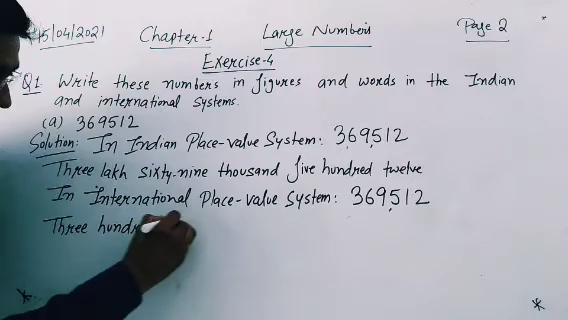 15/04/2021 Chapter-1 Large Numbers Page 2
Exercise-4
Q1 Write these numbers in figures and words in the Indian
and international systems.
(a) 369512
Solution: In Indian Place-value System: 3,69,512
Three lakh sixty-nine thousand five hundred twelve
In International Place-value System: 369,512
Three hund